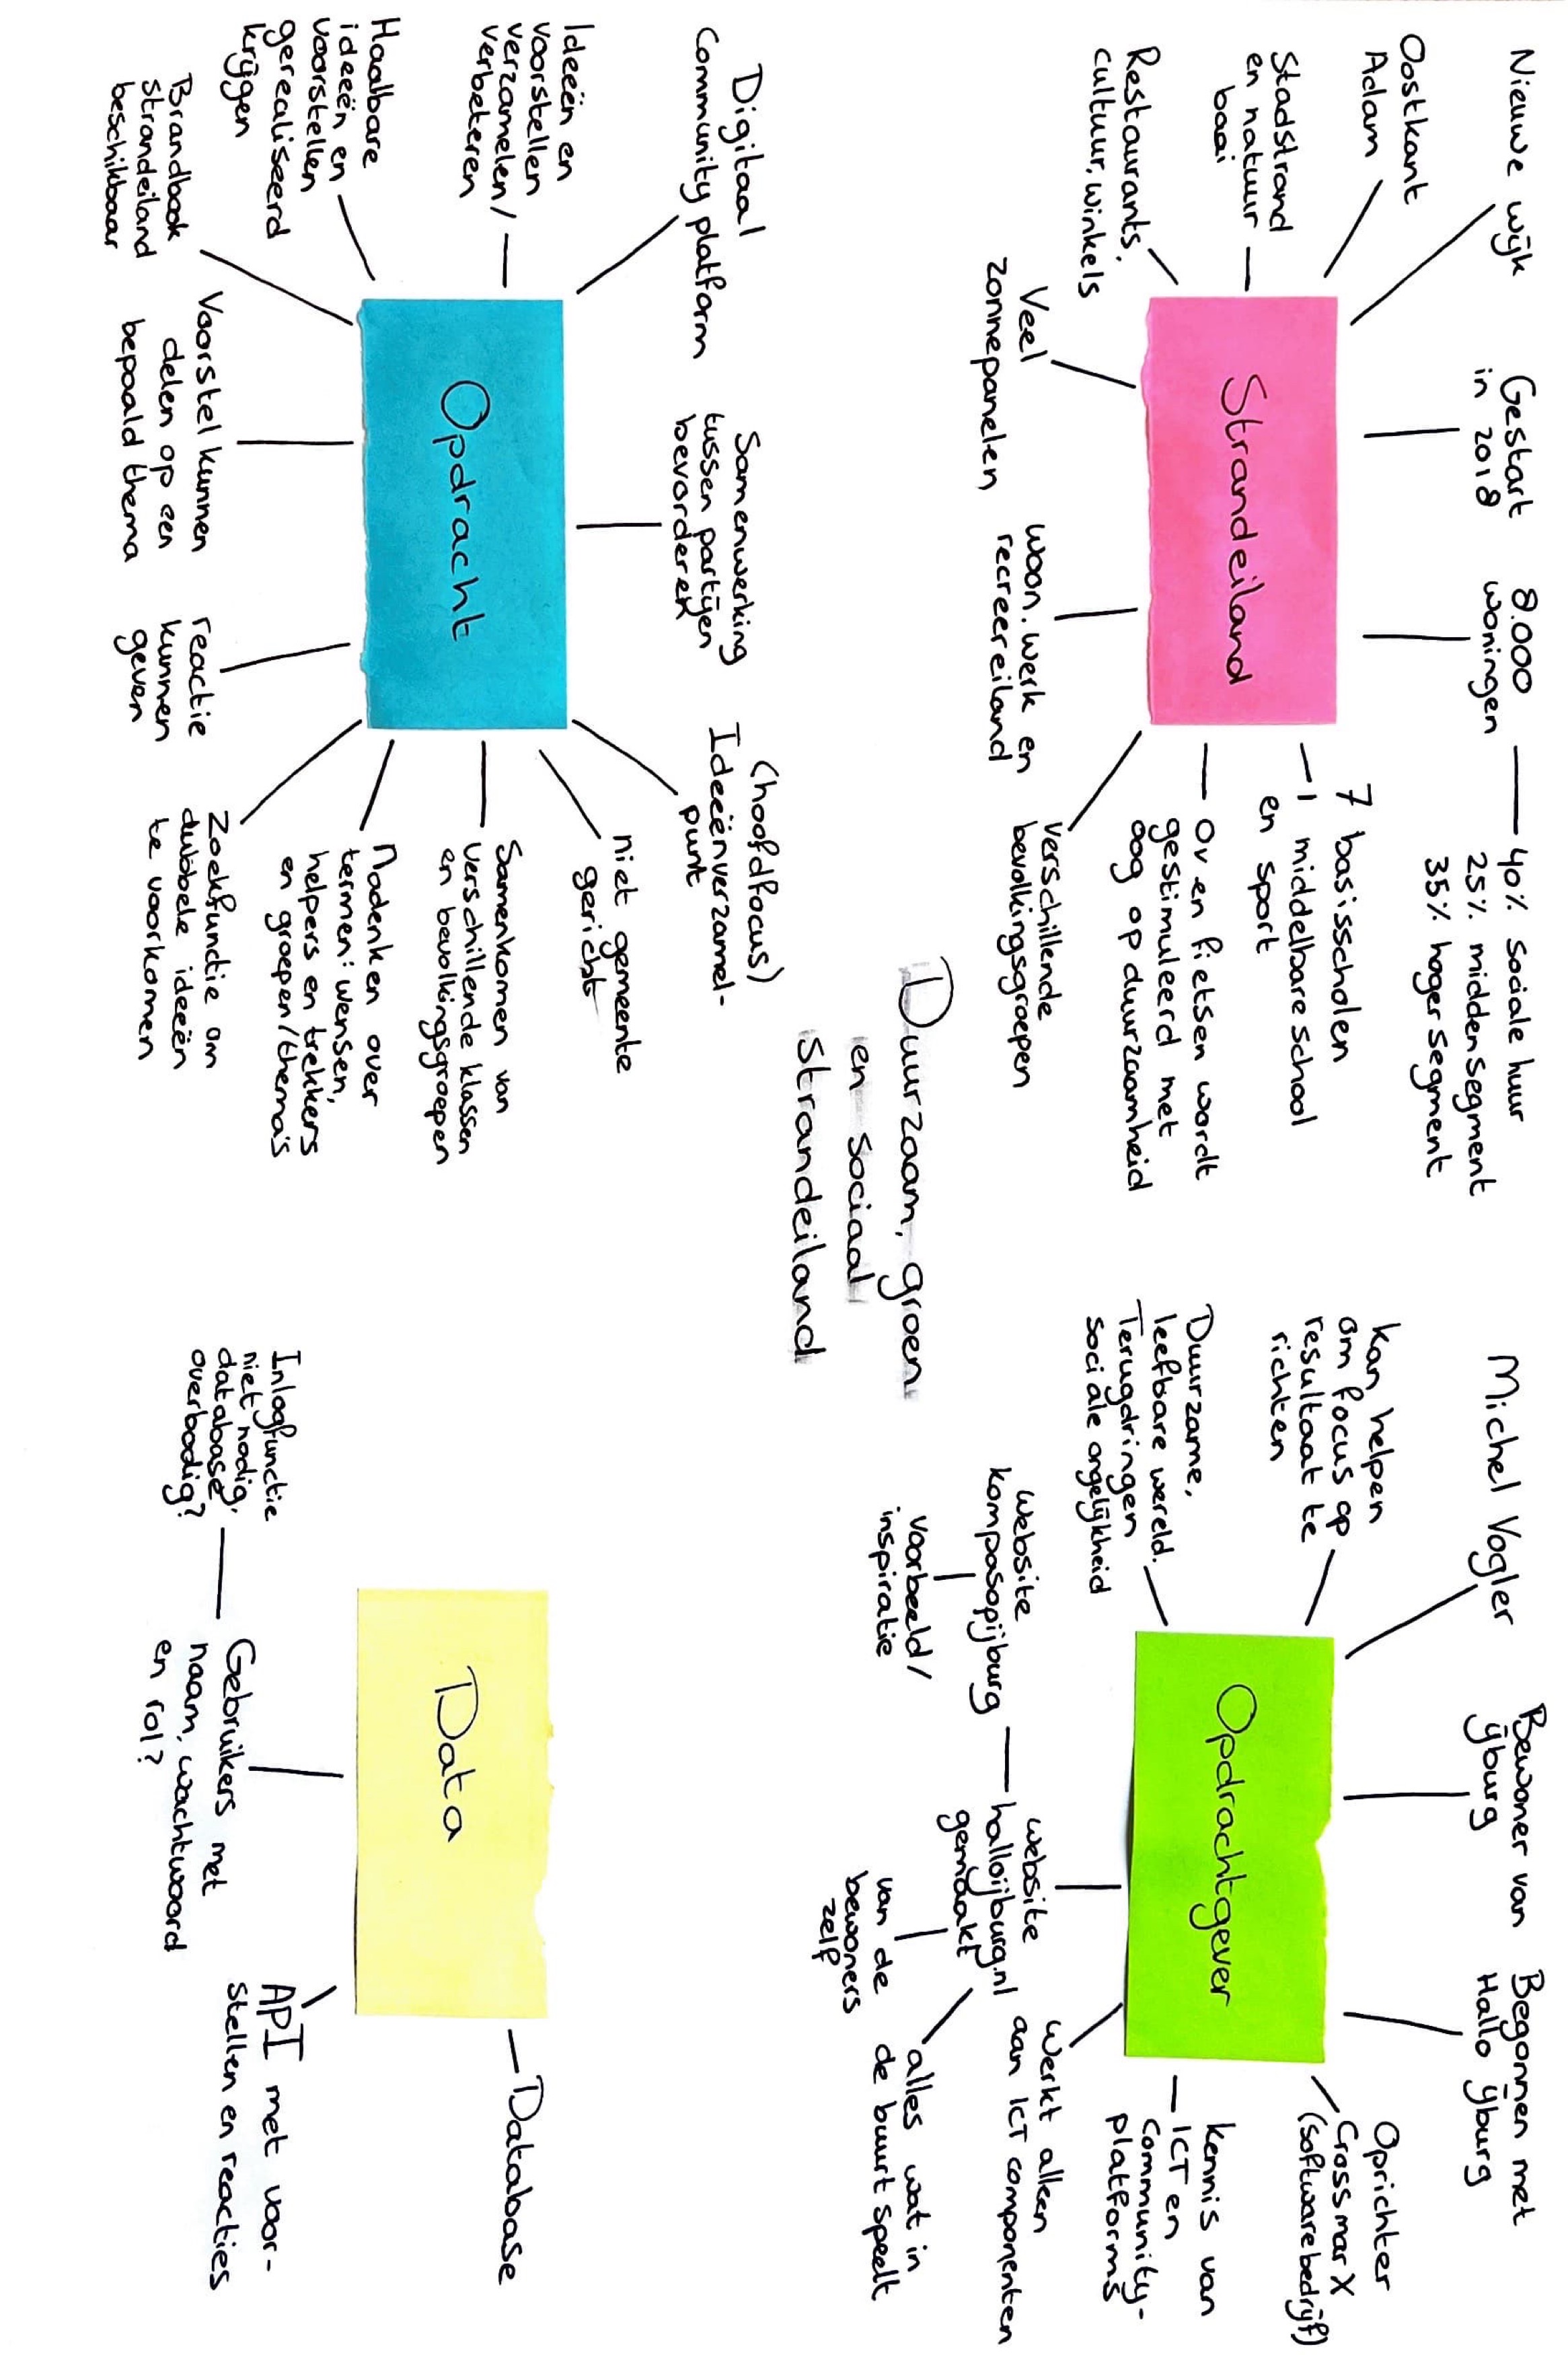 Nieuwe wijk
Gestart
in 2018
8.000
woningen
40% sociale huur
25% middensegment
35% hoger segment
Oostkant
Adam
Stadstrand
en natuur
baai
Restaurants,
cultuur, winkels
Veel
zonnepanelen
woon, werk en
recreereiland
verschillende
bevolkingsgroepen
7 basisscholen
1 middelbare school
en sport
Ov en fietsen wordt
gestimuleerd met
oog op duurzaamheid
Strandeiland
Michel Vogler
Bewoner van
ijburg
Begonnen met
Hallo ijburg
Oprichter
CrossmarX
(softwarebedrijf)
kan helpen
om focus op
resultaat te
richten
Duurzame,
leefbare wereld.
Terugdringen
sociale ongelijkheid
Opdrachtgever
kennis van
ICT en
community-
platforms
werkt alleen
aan ICT componenten
website
halloijburg.nl
gemaakt
website
kompasopijburg
voorbeeld/
inspiratie
van de
bewoners
zelf
alles wat in
de buurt speelt
Duurzaam, groen
en sociaal
strandeiland
Digitaal
Community platform
Samenwerking
tussen partijen
bevorderen
(hoofdfocus)
Ideeënverzamel-
punt
niet gemeente
gericht
Ideeën en
voorstellen
verzamelen/
verbeteren
Opdracht
Samenkomen van
verschillende klassen
en bevolkingsgroepen
Haalbare
ideeën en
voorstellen
gerealiseerd
krijgen
Nadenken over
termen: wensen,
helpers en trekkers
en groepen/thema's
Brandbook
strandeiland
beschikbaar
Voorstel kunnen
delen op een
bepaald thema
reactie
kunnen
geven
Zoekfunctie om
dubbele ideeën
te voorkomen
Data
Database
Inlogfunctie
niet nodig,
database
overbodig?
Gebruikers met
naam, wachtwoord
en rol?
API met voor-
stellen en reacties